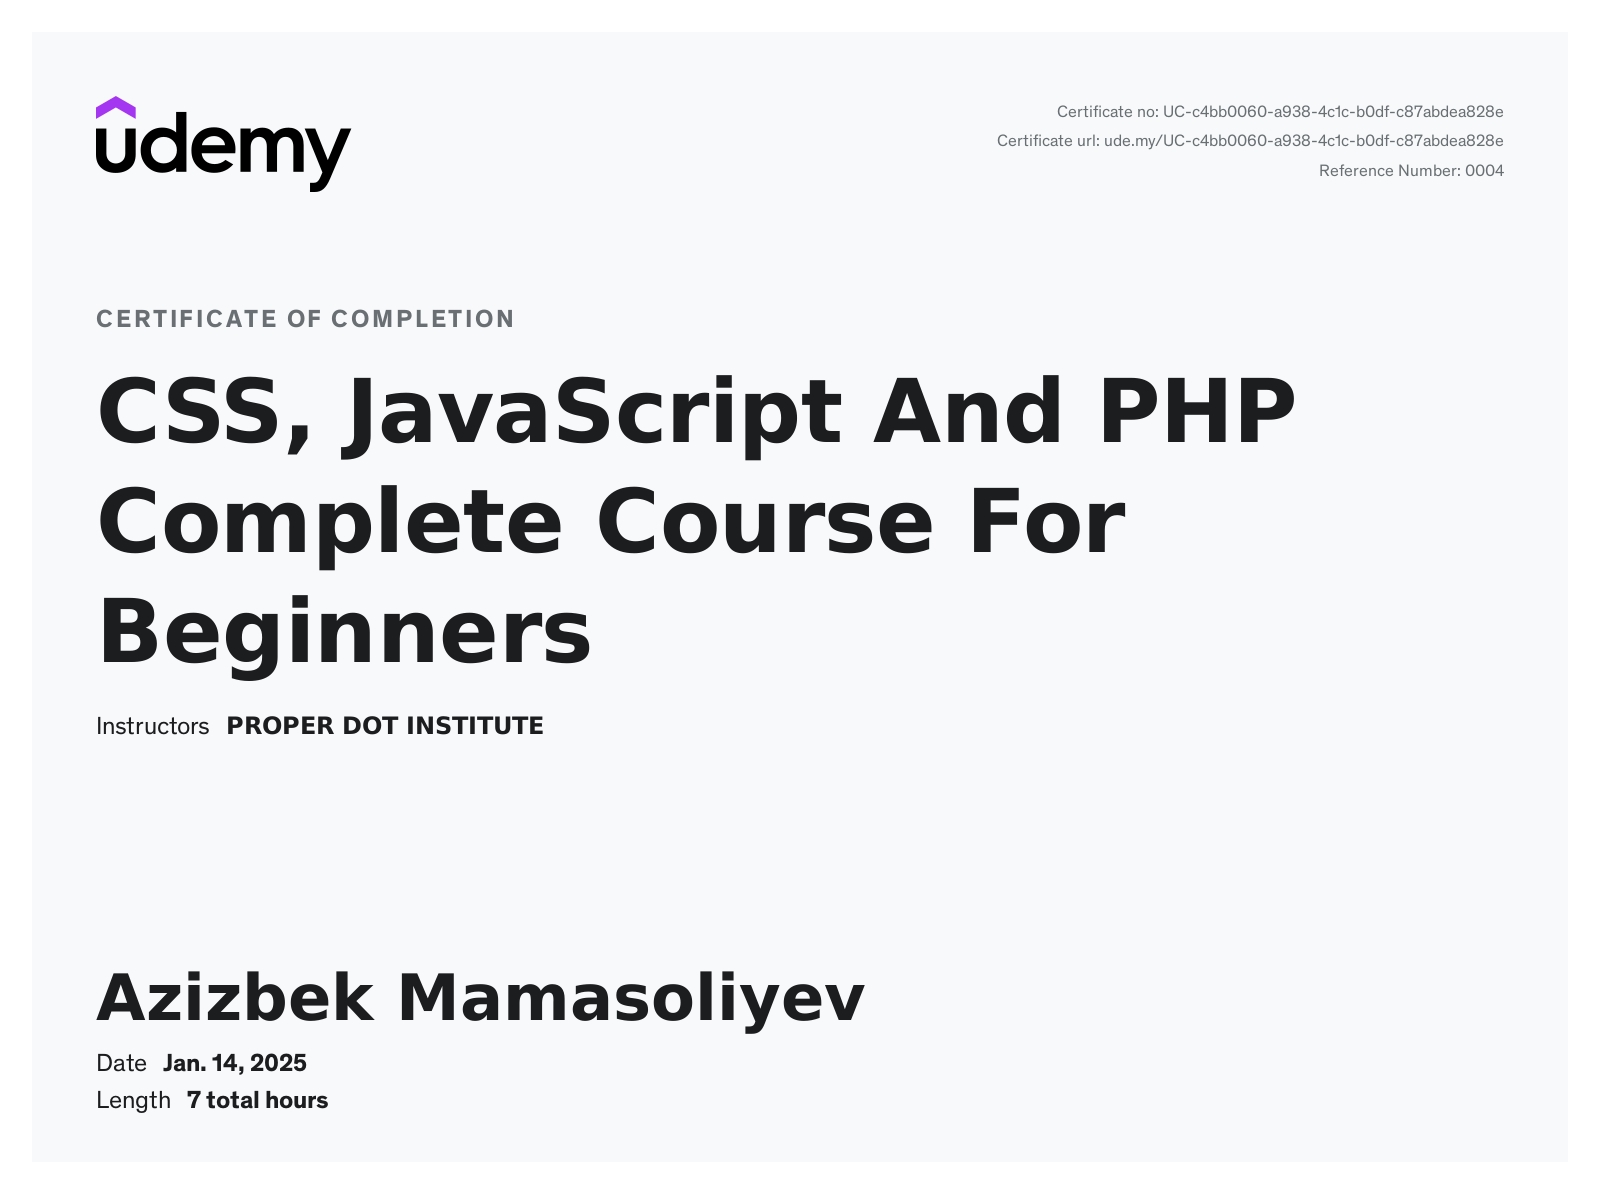 udemy
Certificate no: UC-c4bb0060-a938-4c1c-b0df-c87abdea828e
Certificate url: ude.my/UC-c4bb0060-a938-4c1c-b0df-c87abdea828e
Reference Number: 0004
CERTIFICATE OF COMPLETION
CSS, JavaScript And PHP
Complete Course For
Beginners
Instructors PROPER DOT INSTITUTE
Azizbek Mamasoliyev
Date Jan. 14, 2025
Length 7 total hours